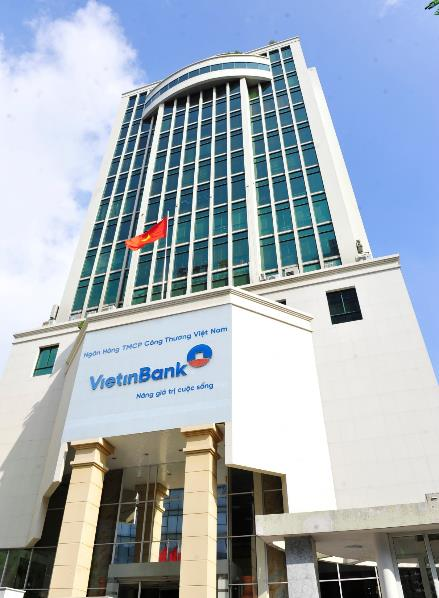 Ngân Hàng TMCP Công Thương Việt Nam
VietinBank
Nâng giá trị cuộc sống